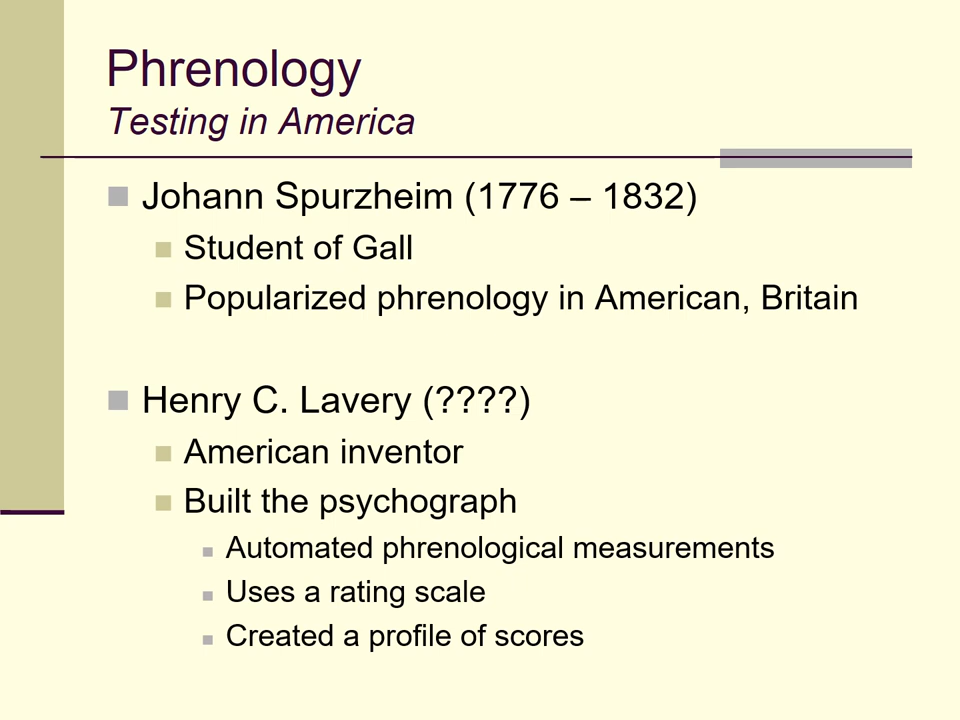 Phrenology
Testing in America
Johann Spurzheim (1776 – 1832)
Student of Gall
Popularized phrenology in American, Britain
Henry C. Lavery (????)
American inventor
Built the psychograph
Automated phrenological measurements
Uses a rating scale
Created a profile of scores